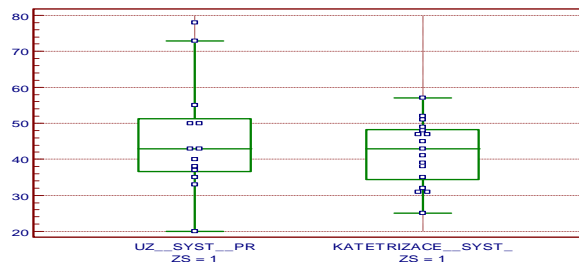 80
70
60
50
40
30
20
UZ__SYST__PR
ZS = 1
KATETRIZACE__SYST_
ZS = 1